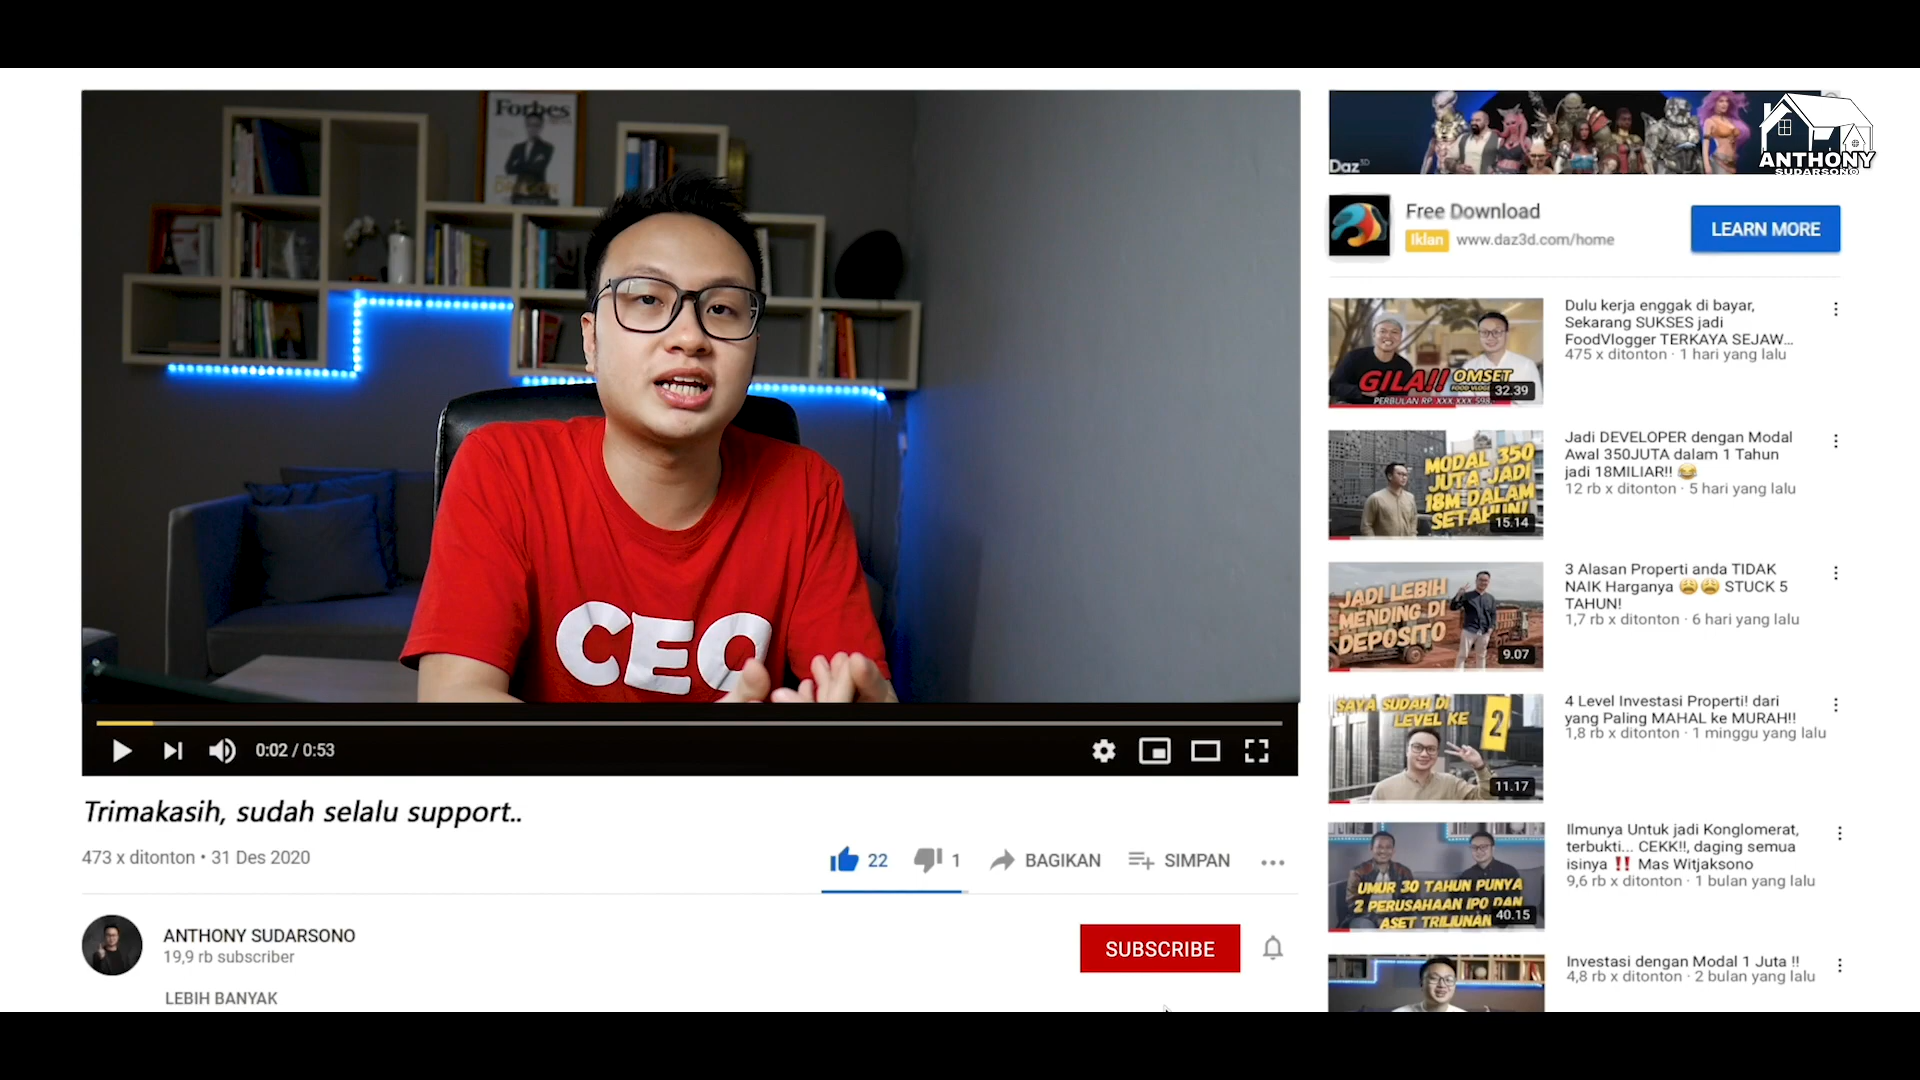 Forbes
CEO
0:02 / 0:53
Trimakasih, sudah selalu support..
473 x ditonton • 31 Des 2020
22
1
BAGIKAN
SIMPAN
ANTHONY SUDARSONO
19,9 rb subscriber
SUBSCRIBE
LEBIH BANYAK
Daz3D
ANTHONY
SUDARSONO
Free Download
Iklan www.daz3d.com/home
LEARN MORE
GILA!! OMSET
FOOD VLOGGER
PERBULAN RP. XXX.XXX.598,-
32.39
Dulu kerja enggak di bayar,
Sekarang SUKSES jadi
FoodVlogger TERKAYA SEJAW...
475 x ditonton · 1 hari yang lalu
MODAL 350
JUTA JADI
18M DALAM
SETAHUN!
15.14
Jadi DEVELOPER dengan Modal
Awal 350JUTA dalam 1 Tahun
jadi 18MILIAR!! 😂
12 rb x ditonton · 5 hari yang lalu
JADI LEBIH
MENDING DI
DEPOSITO
9.07
3 Alasan Properti anda TIDAK
NAIK Harganya 😩😩 STUCK 5
TAHUN!
1,7 rb x ditonton · 6 hari yang lalu
SAYA SUDAH DI
LEVEL KE
2
11.17
4 Level Investasi Properti! dari
yang Paling MAHAL ke MURAH!!
1,8 rb x ditonton · 1 minggu yang lalu
UMUR 30 TAHUN PUNYA
2 PERUSAHAAN IPO DAN
ASET TRILIUNAN
40.15
Ilmunya Untuk jadi Konglomerat,
terbukti... CEKK!!, daging semua
isinya ‼️ Mas Witjaksono
9,6 rb x ditonton · 1 bulan yang lalu
Investasi dengan Modal 1 Juta !!
4,8 rb x ditonton · 2 bulan yang lalu